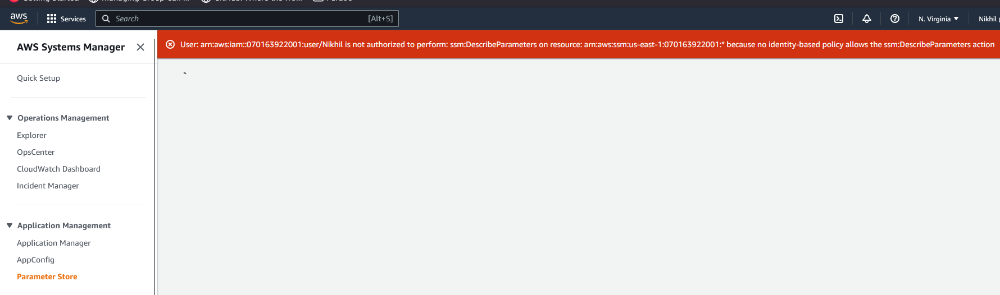 aws
Services
Search
[Alt+S]
N. Virginia
Nikhil
AWS Systems Manager
User: arn:aws:iam::070163922001:user/Nikhil is not authorized to perform: ssm:DescribeParameters on resource: arn:aws:ssm:us-east-1:070163922001:* because no identity-based policy allows the ssm:DescribeParameters action
Quick Setup
Operations Management
Explorer
OpsCenter
CloudWatch Dashboard
Incident Manager
Application Management
Application Manager
AppConfig
Parameter Store